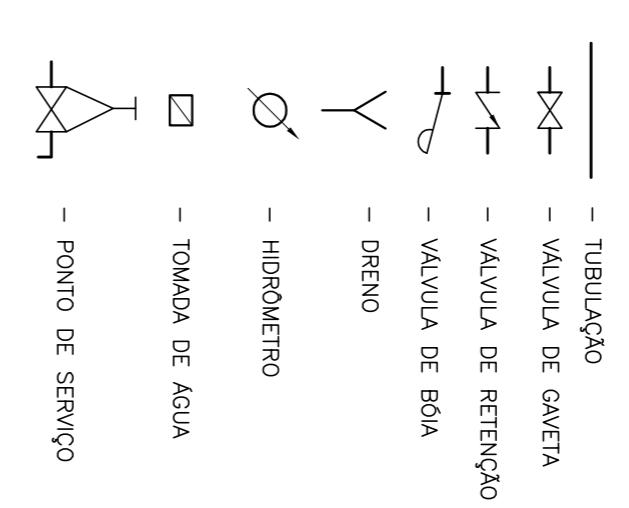 - TUBULAÇÃO
- VÁLVULA DE GAVETA
- VÁLVULA DE RETENÇÃO
- VÁLVULA DE BÓIA
- DRENO
- HIDRÔMETRO
- TOMADA DE ÁGUA
- PONTO DE SERVIÇO